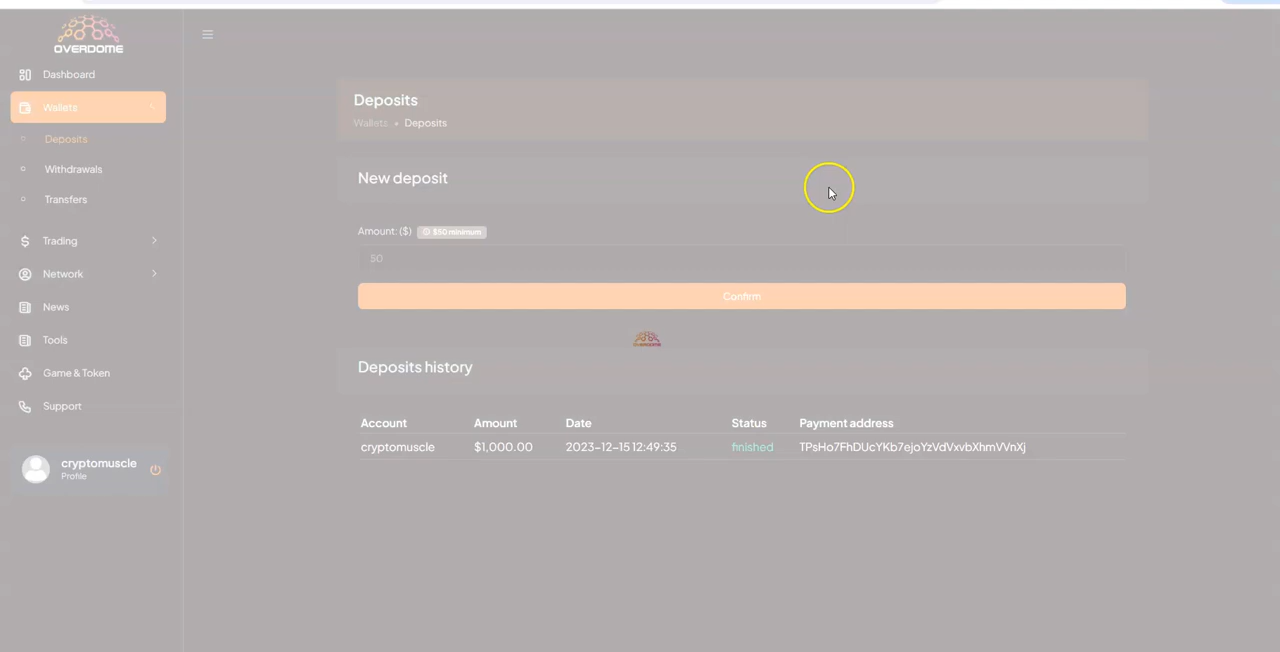 OVERDOME
Dashboard
Wallets
Deposits
Withdrawals
Transfers
Trading
Network
News
Tools
Game & Token
Support
cryptomuscle
Profile
Deposits
Wallets • Deposits
New deposit
Amount: ($) $50 minimum
$0
Confirm
OVERDOME
Deposits history
Account Amount Date Status Payment address
cryptomuscle $1,000.00 2023-12-15 12:49:35 finished TPsHo7FhDUcYKb7ejoYzVdVxvbXhmVVnXj